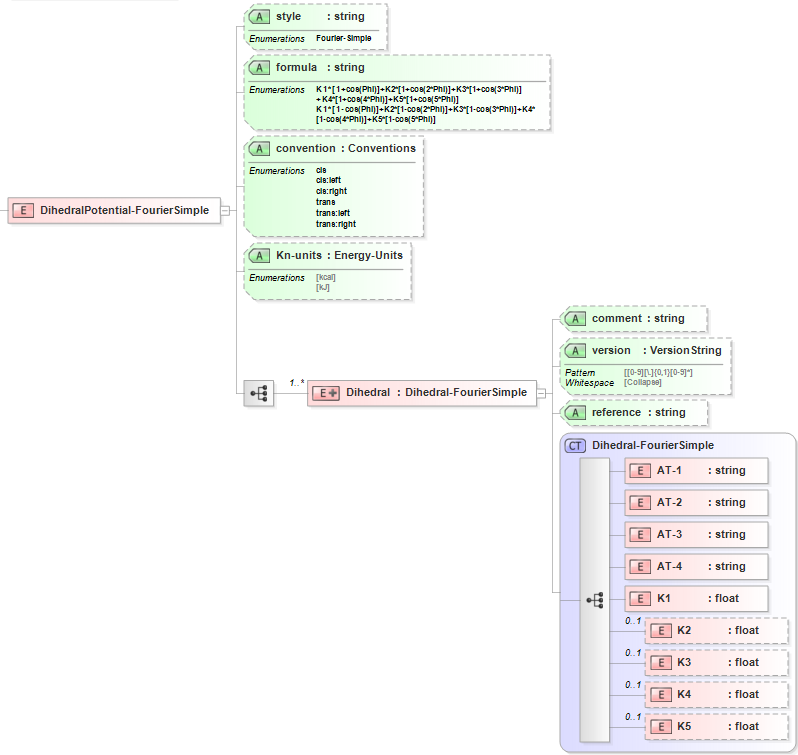 A style : string
Enumerations Fourier-Simple
A formula : string
Enumerations K1*[1+cos(Phi)]+K2*[1+cos(2*Phi)]+K3*[1+cos(3*Phi)]
+K4*[1+cos(4*Phi)]+K5*[1+cos(5*Phi)]
K1*[1-cos(Phi)]+K2*[1-cos(2*Phi)]+K3*[1-cos(3*Phi)]+K4*
[1-cos(4*Phi)]+K5*[1-cos(5*Phi)]
A convention : Conventions
Enumerations cis
cis:left
cis:right
trans
trans:left
trans:right
E DihedralPotential-FourierSimple
A Kn-units : Energy-Units
Enumerations [kcal]
[kJ]
1..* E Dihedral : Dihedral-FourierSimple
A comment : string
A version : VersionString
Pattern [[0-9][\.]{0,1}[0-9]*]
Whitespace [Collapse]
A reference : string
CT Dihedral-FourierSimple
E AT-1 : string
E AT-2 : string
E AT-3 : string
E AT-4 : string
E K1 : float
0..1 E K2 : float
0..1 E K3 : float
0..1 E K4 : float
0..1 E K5 : float